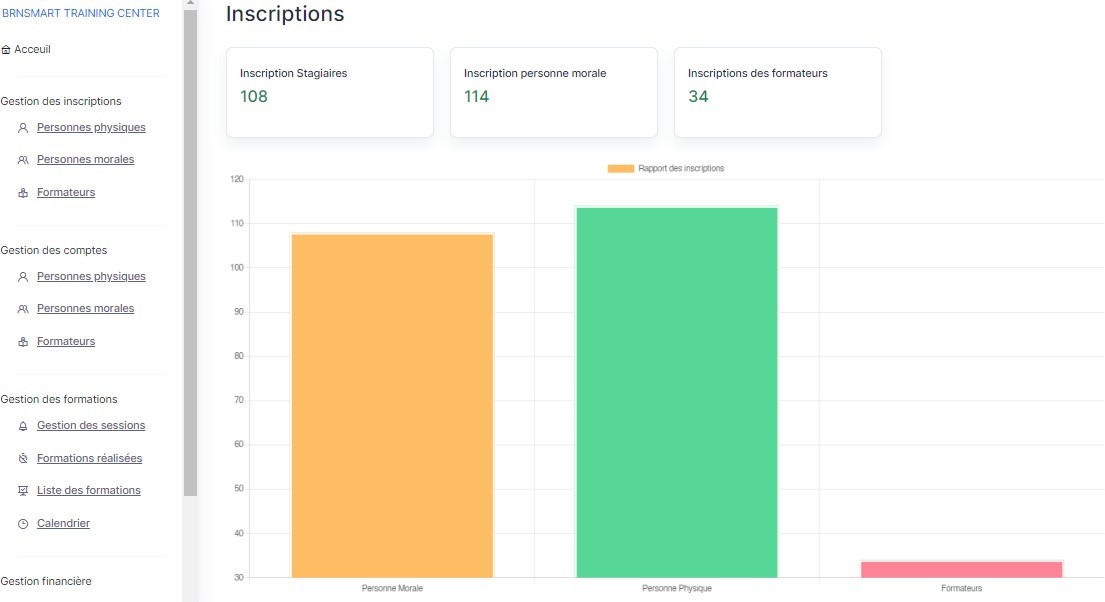 BRNSMART TRAINING CENTER
Acceuil
Gestion des inscriptions
Personnes physiques
Personnes morales
Formateurs
Gestion des comptes
Personnes physiques
Personnes morales
Formateurs
Gestion des formations
Gestion des sessions
Formations réalisées
Liste des formations
Calendrier
Gestion financière
Inscriptions
Inscription Stagiaires
108
Inscription personne morale
114
Inscriptions des formateurs
34
Rapport des inscriptions
120
110
100
90
80
70
60
50
40
30
Personne Morale
Personne Physique
Formateurs